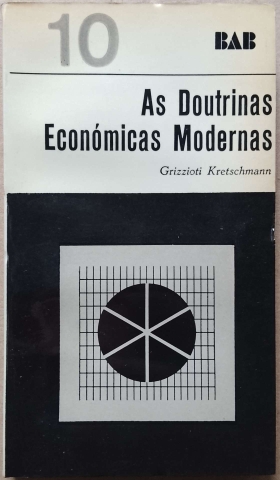 10
BAB
As Doutrinas
Económicas Modernas
Grizzioti Kretschmann